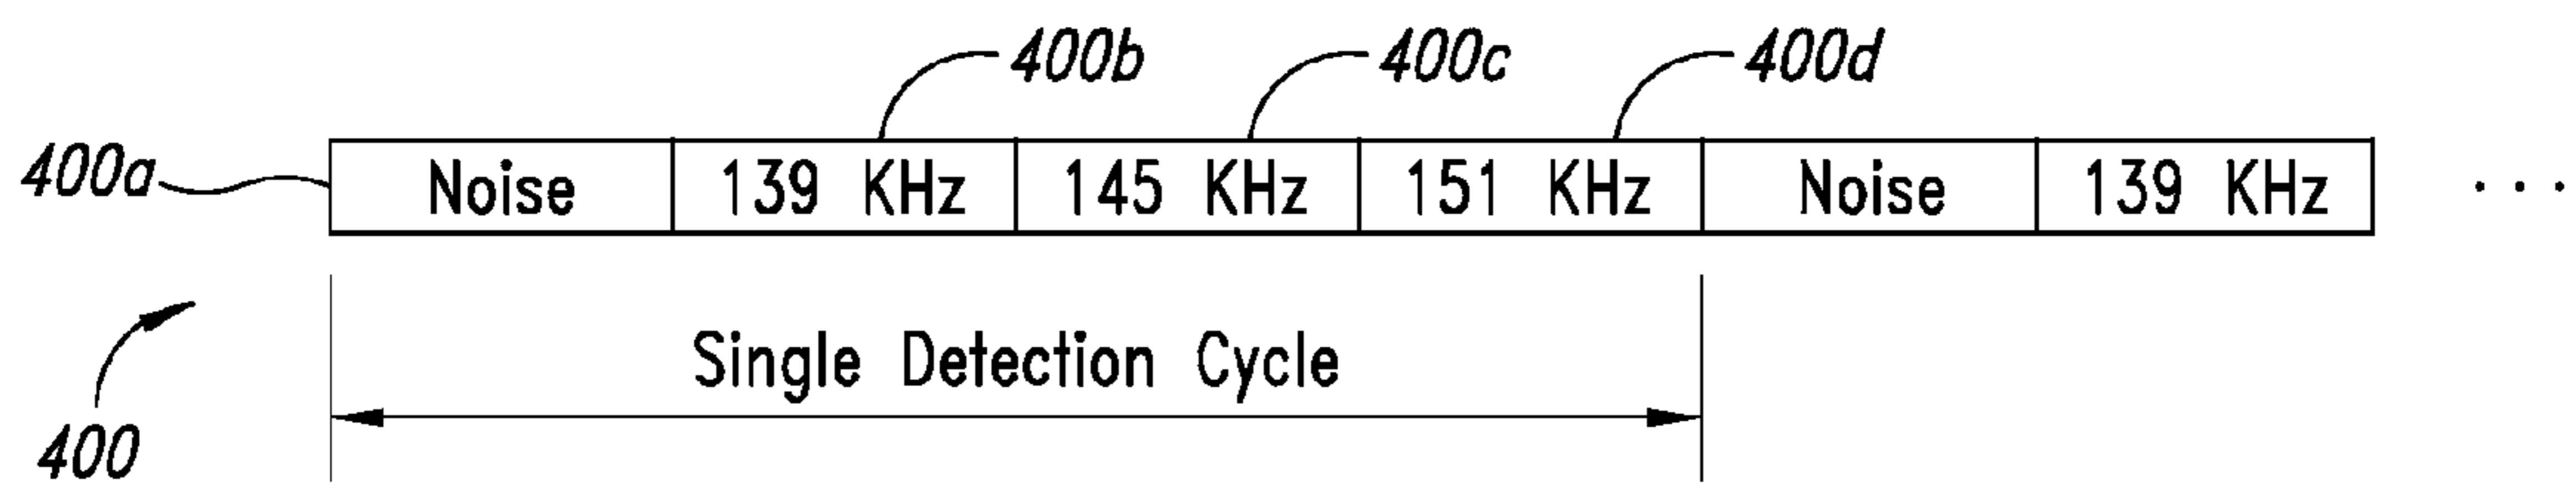 400b 400c 400d
400a Noise 139 KHz 145 KHz 151 KHz Noise 139 KHz ...
Single Detection Cycle
400